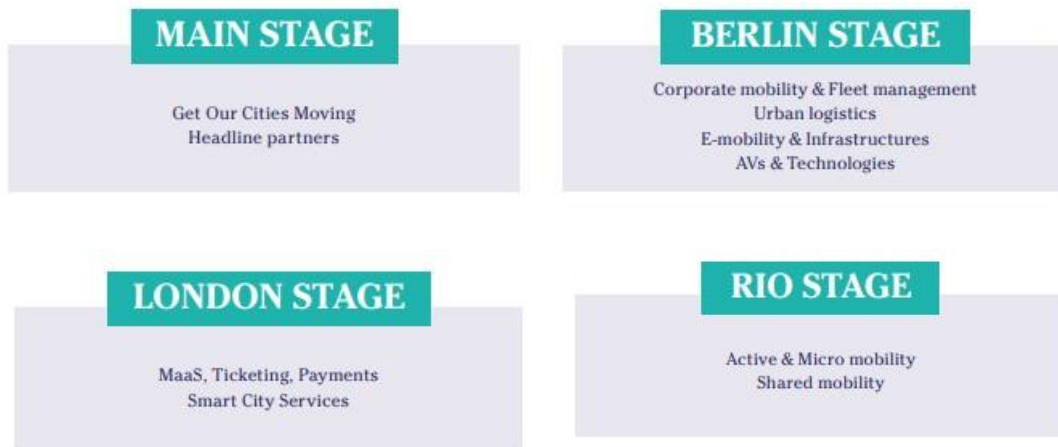 MAIN STAGE
Get Our Cities Moving
Headline partners
BERLIN STAGE
Corporate mobility & Fleet management
Urban logistics
E-mobility & Infrastructures
AVs & Technologies
LONDON STAGE
MaaS, Ticketing, Payments
Smart City Services
RIO STAGE
Active & Micro mobility
Shared mobility